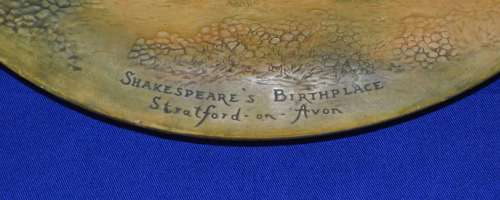 Shakespeare's Birthplace
Stratford-on-Avon